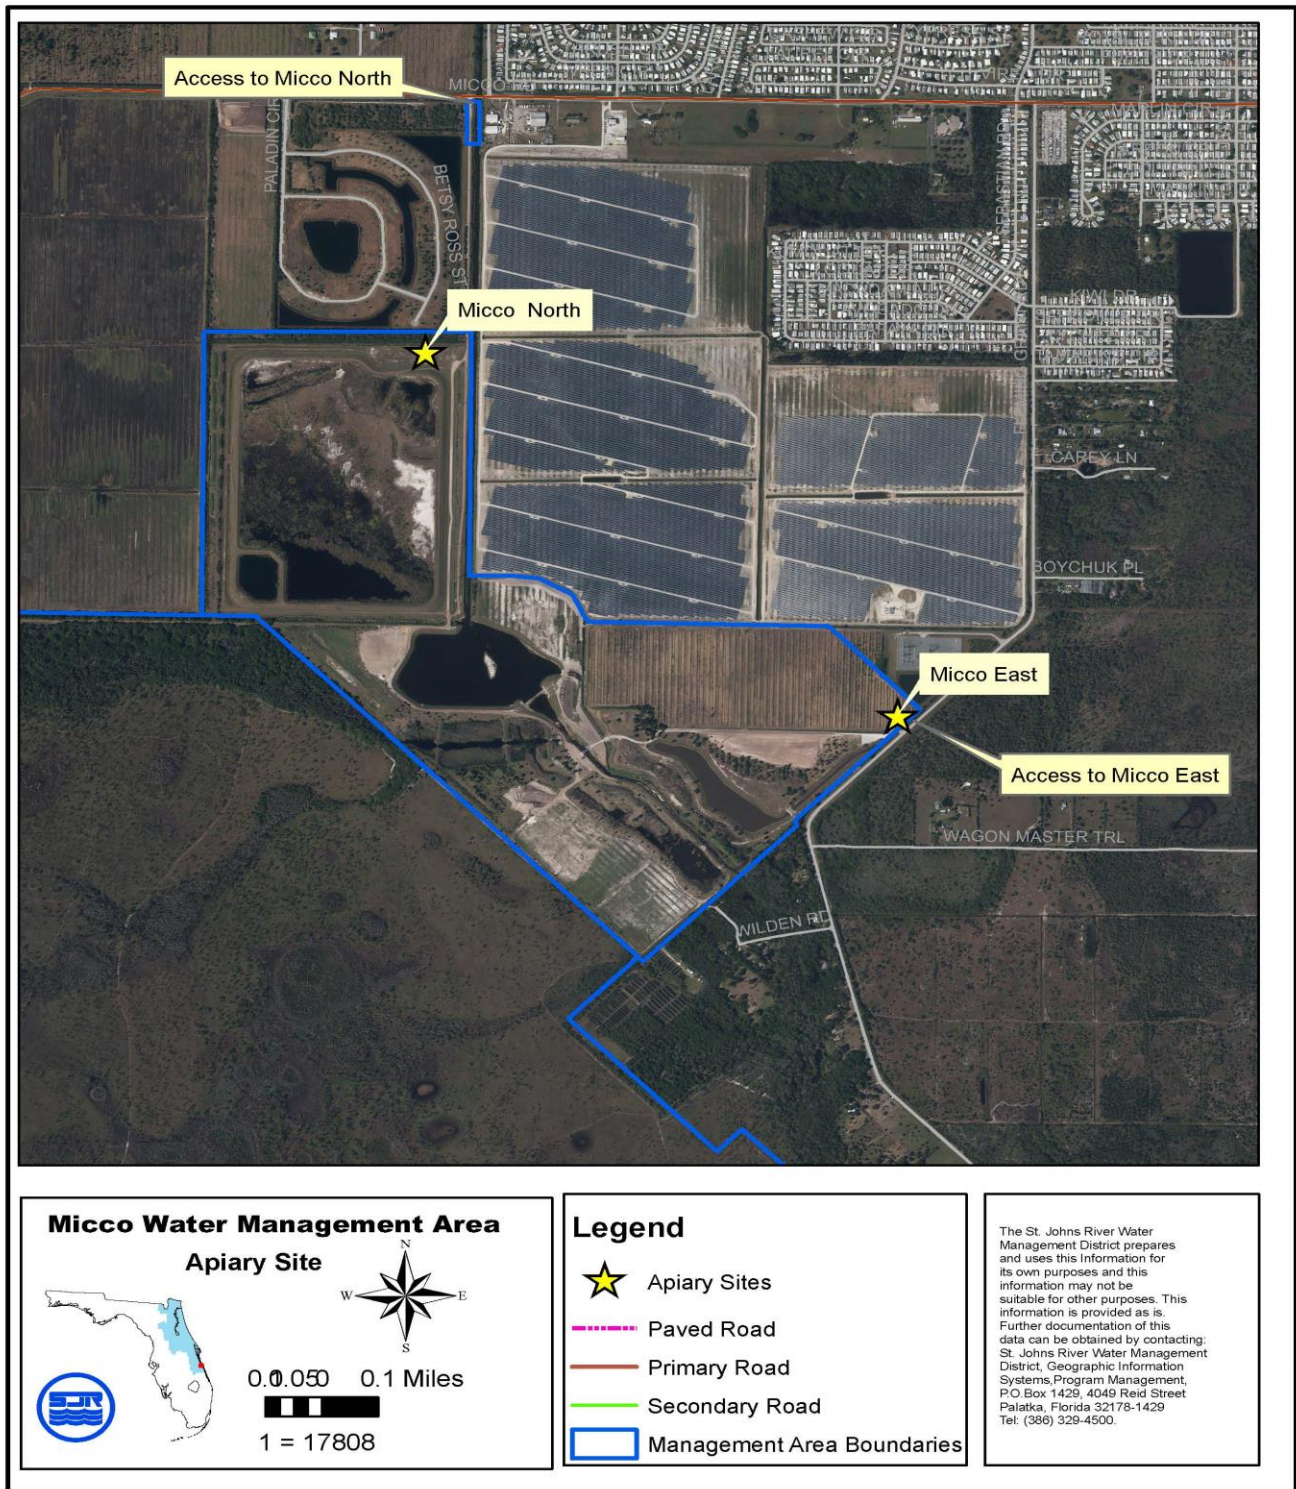 Access to Micco North
MICCO
MARLIN CIR
PALADIN CIR
BETSY ROSS ST
Micco North
KIWI DR
CAREY LN
BOYCHUK PL
Micco East
Access to Micco East
WAGON MASTER TRL
WILDEN RD
Micco Water Management Area
Apiary Site
N
W E
S
SJR
0.1 Miles
1 = 17808
Legend
Apiary Sites
Paved Road
Primary Road
Secondary Road
Management Area Boundaries
The St. Johns River Water
Management District prepares
and uses this Information for
its own purposes and this
information may not be
suitable for other purposes. This
information is provided as is.
Further documentation of this
data can be obtained by contacting:
St. Johns River Water Management
District, Geographic Information
Systems,Program Management,
P.O.Box 1429, 4049 Reid Street
Palatka, Florida 32178-1429
Tel: (386) 329-4500.